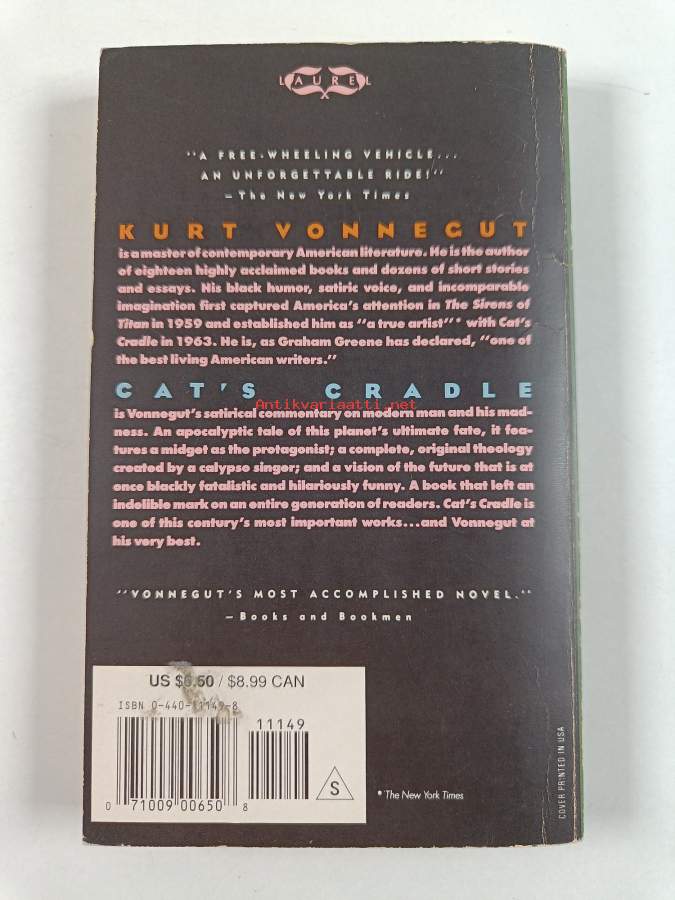 LAUREL
"A FREE-WHEELING VEHICLE...
AN UNFORGETTABLE RIDE!"
—The New York Times
KURT VONNEGUT
is a master of contemporary American literature. He is the author
of eighteen highly acclaimed books and dozens of short stories
and essays. His black humor, satiric voice, and incomparable
imagination first captured America's attention in The Sirens of
Titan in 1959 and established him as "a true artist"* with Cat's
Cradle in 1963. He is, as Graham Greene has declared, "one of
the best living American writers."
CAT'S CRADLE
Antikvariaatti.net
is Vonnegut's satirical commentary on modern man and his mad-
ness. An apocalyptic tale of this planet's ultimate fate, it fea-
tures a midget as the protagonist; a complete, original theology
created by a calypso singer; and a vision of the future that is at
once blackly fatalistic and hilariously funny. A book that left an
indelible mark on an entire generation of readers. Cat's Cradle is
one of this century's most important works...and Vonnegut at
his very best.
"VONNEGUT'S MOST ACCOMPLISHED NOVEL."
—Books and Bookmen
US $6.50 / $8.99 CAN
ISBN 0-440-11149-8
11149
0 71009 00650 8
S
*The New York Times
COVER PRINTED IN USA